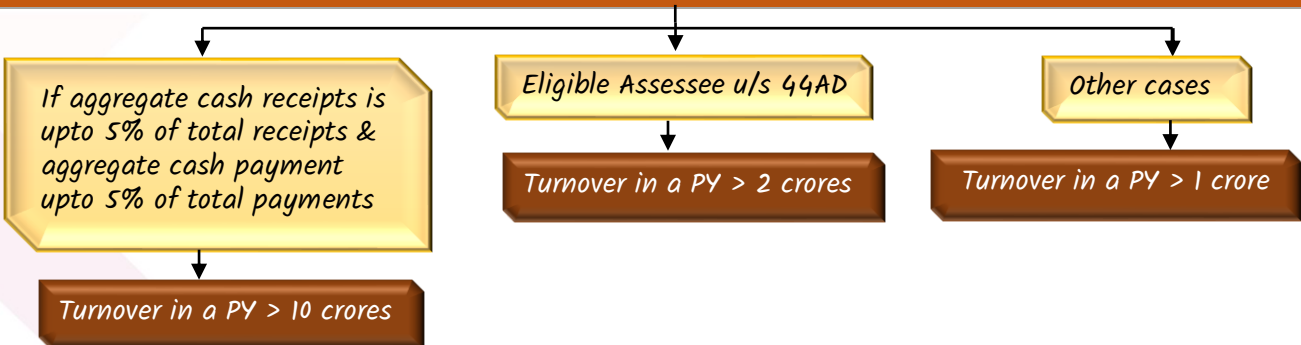 If aggregate cash receipts is
upto 5% of total receipts &
aggregate cash payment
upto 5% of total payments
Turnover in a PY > 10 crores
Eligible Assessee u/s 44AD
Turnover in a PY > 2 crores
Other cases
Turnover in a PY > 1 crore